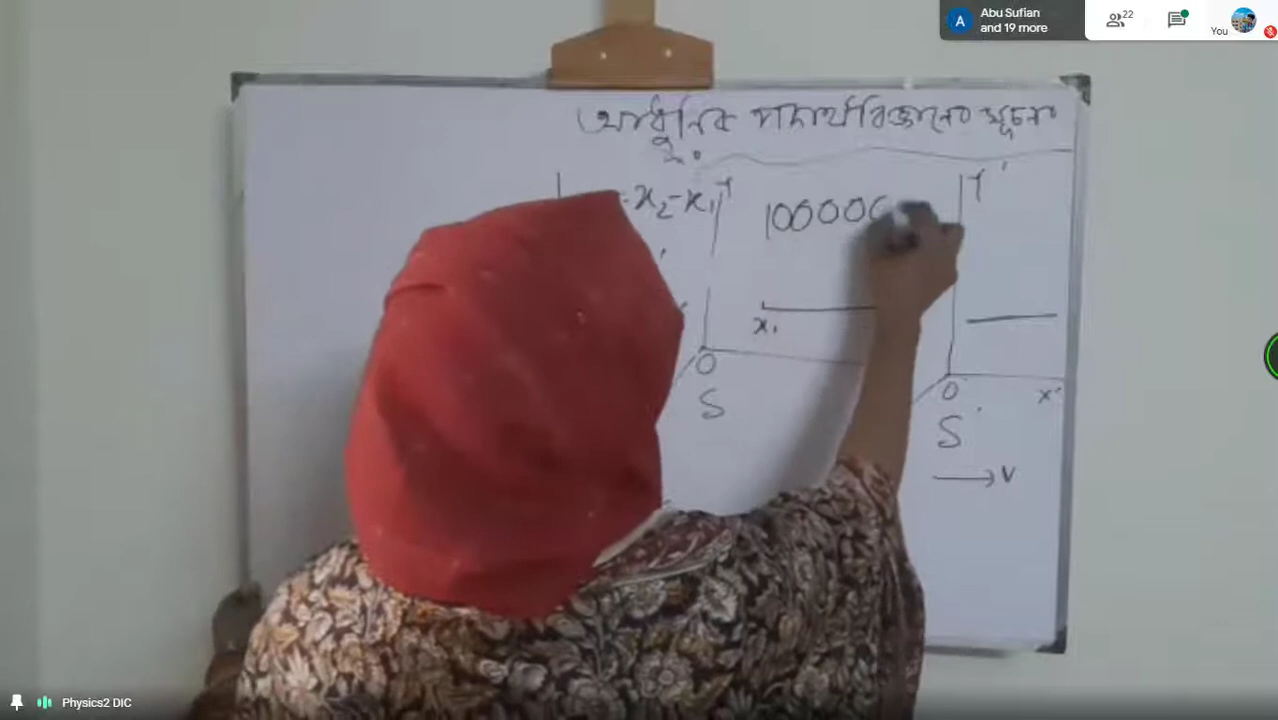 Abu Sufian
and 19 more
22
You
আধুনিক পদার্থবিজ্ঞানের সূচনা
= x₂-x₁
Y
100000
Y'
x₁
O
O'
x'
S
S'
→ v
Physics2 DIC